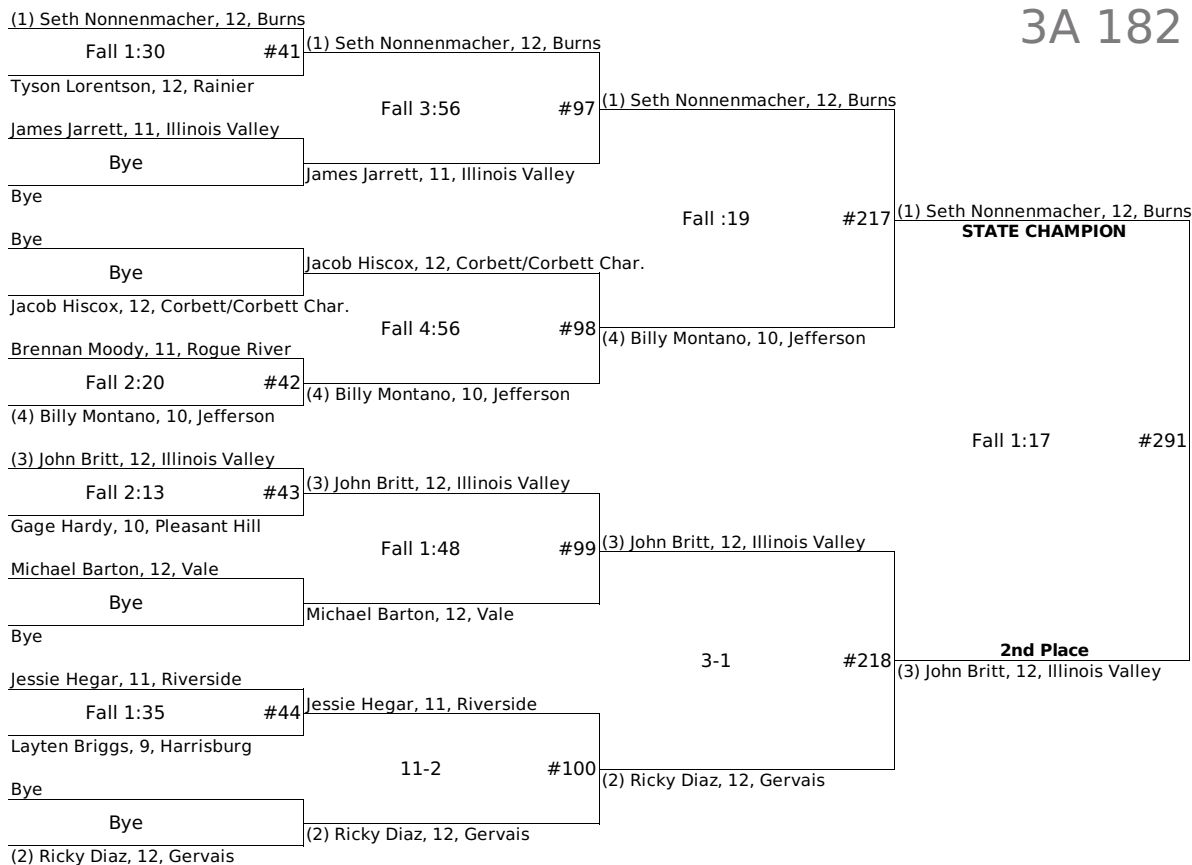 3A 182
(1) Seth Nonnenmacher, 12, Burns
Fall 1:30 #41
Tyson Lorentson, 12, Rainier
James Jarrett, 11, Illinois Valley
Bye
Bye
Bye
Bye
Jacob Hiscox, 12, Corbett/Corbett Char.
Brennan Moody, 11, Rogue River
Fall 2:20 #42
(4) Billy Montano, 10, Jefferson
(3) John Britt, 12, Illinois Valley
Fall 2:13 #43
Gage Hardy, 10, Pleasant Hill
Michael Barton, 12, Vale
Bye
Bye
Jessie Hegar, 11, Riverside
Fall 1:35 #44
Layten Briggs, 9, Harrisburg
Bye
Bye
(2) Ricky Diaz, 12, Gervais
(1) Seth Nonnenmacher, 12, Burns
Fall 3:56 #97
James Jarrett, 11, Illinois Valley
Jacob Hiscox, 12, Corbett/Corbett Char.
Fall 4:56 #98
(4) Billy Montano, 10, Jefferson
(3) John Britt, 12, Illinois Valley
Fall 1:48 #99
Michael Barton, 12, Vale
Jessie Hegar, 11, Riverside
11-2 #100
(2) Ricky Diaz, 12, Gervais
(1) Seth Nonnenmacher, 12, Burns
Fall :19 #217
(4) Billy Montano, 10, Jefferson
(3) John Britt, 12, Illinois Valley
3-1 #218
(2) Ricky Diaz, 12, Gervais
(1) Seth Nonnenmacher, 12, Burns
STATE CHAMPION
Fall 1:17 #291
2nd Place
(3) John Britt, 12, Illinois Valley